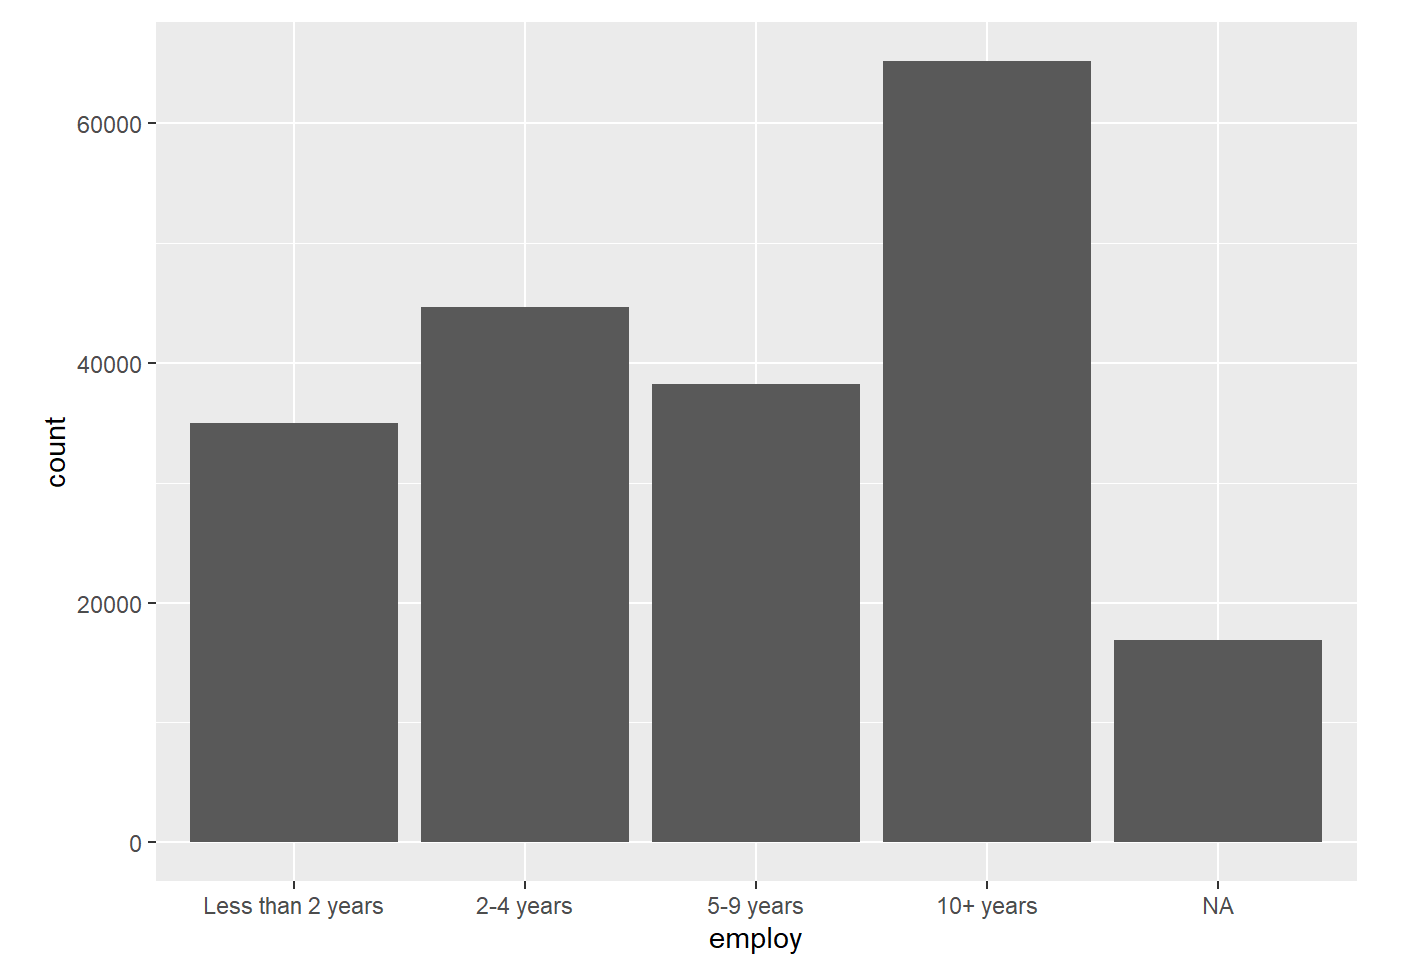 60000
40000
20000
0
count
Less than 2 years
2-4 years
5-9 years
10+ years
NA
employ